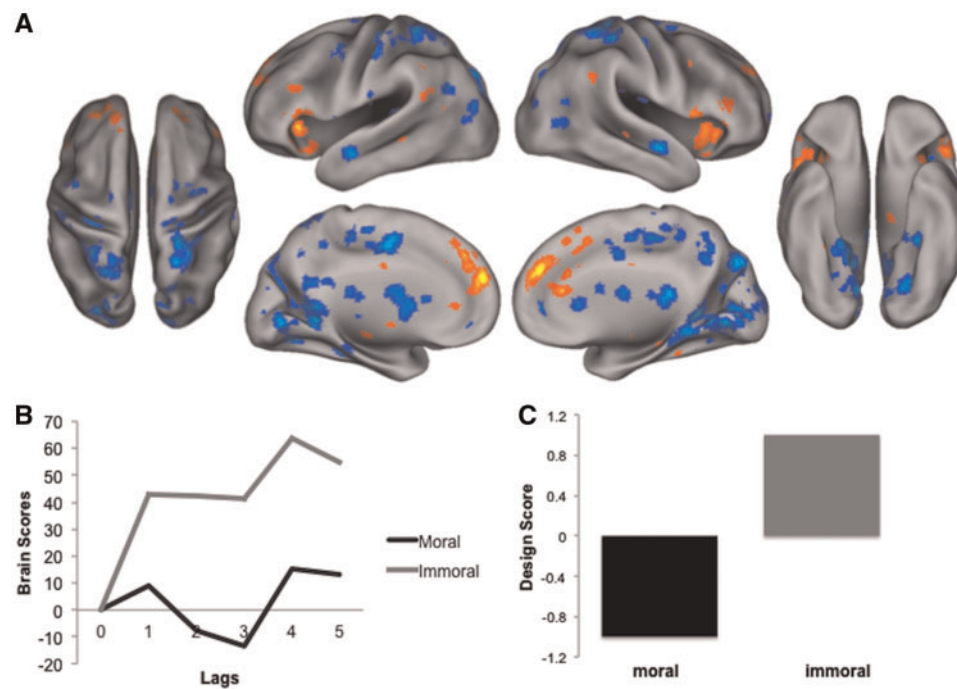 A
B
70
60
50
40
30
20
10
0
-10
-20
Brain Scores
0 1 2 3 4 5
Lags
Moral
Immoral
C
1.2
0.8
0.4
0
-0.4
-0.8
-1.2
Design Score
moral immoral